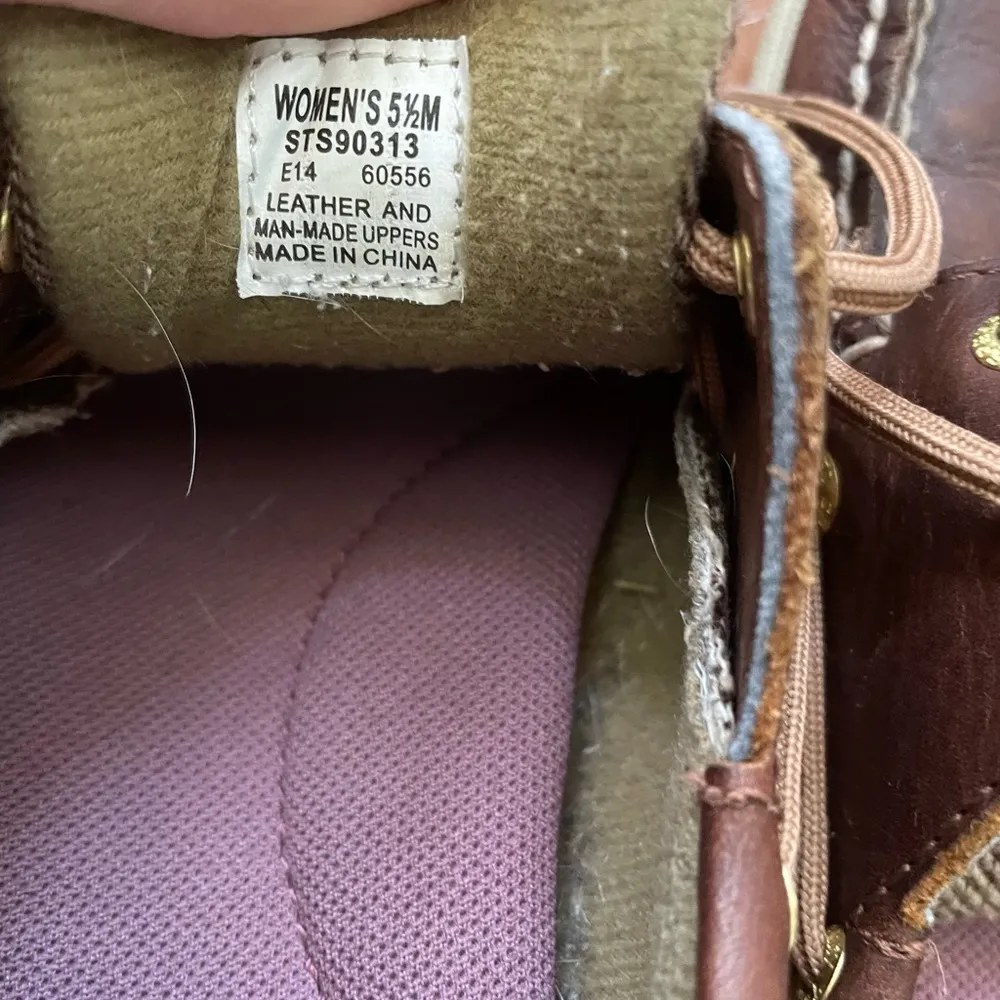 WOMEN'S 5½M
STS90313
E14 60556
LEATHER AND
MAN-MADE UPPERS
MADE IN CHINA